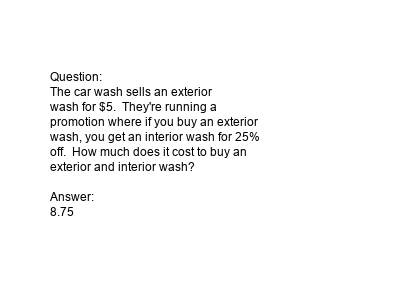 Question:
The car wash sells an exterior
wash for $5.  They're running a
promotion where if you buy an exterior
wash, you get an interior wash for 25%
off.  How much does it cost to buy an
exterior and interior wash?

Answer:
8.75